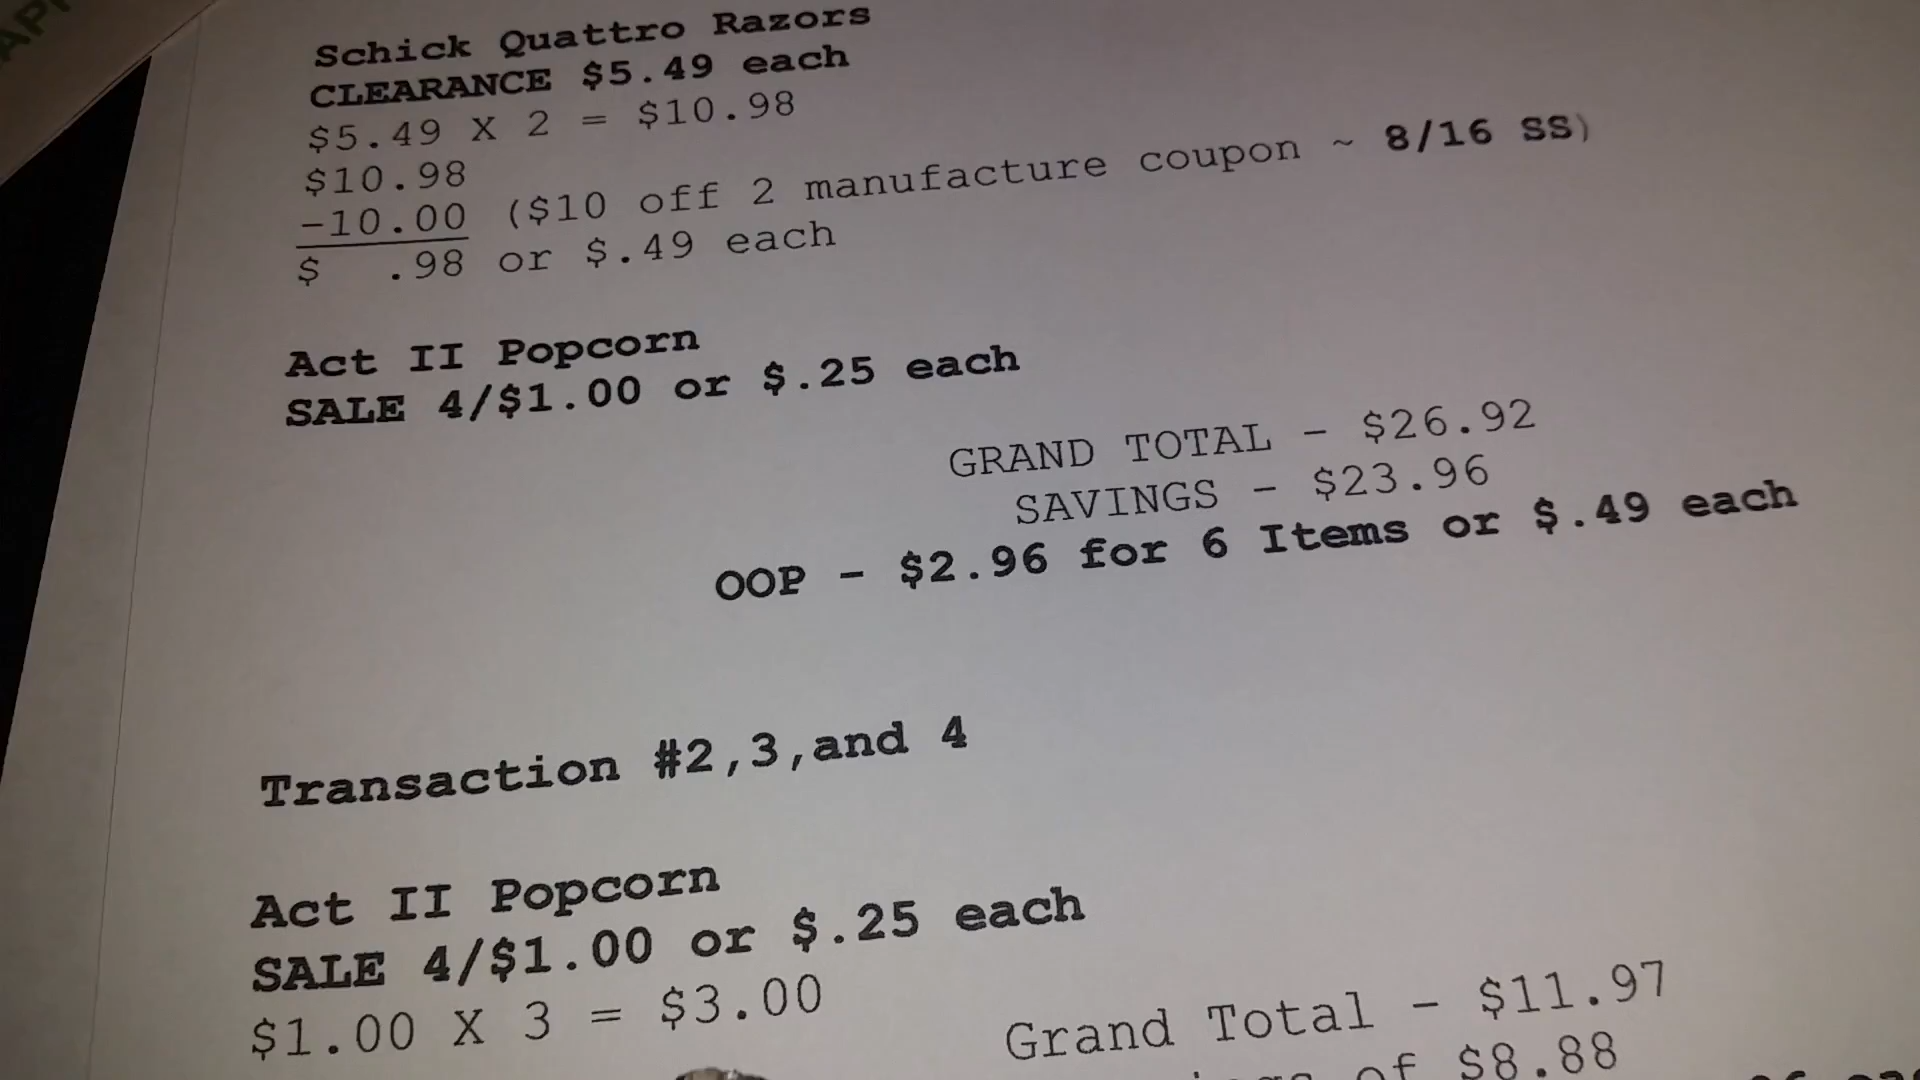 Schick Quattro Razors
CLEARANCE $5.49 each
$5.49 X 2 = $10.98
$10.98
-10.00 ($10 off 2 manufacture coupon ~ 8/16 SS)
$ .98 or $.49 each
Act II Popcorn
SALE 4/$1.00 or $.25 each
GRAND TOTAL - $26.92
SAVINGS - $23.96
OOP - $2.96 for 6 Items or $.49 each
Transaction #2,3,and 4
Act II Popcorn
SALE 4/$1.00 or $.25 each
$1.00 X 3 = $3.00
Grand Total - $11.97
of $8.88